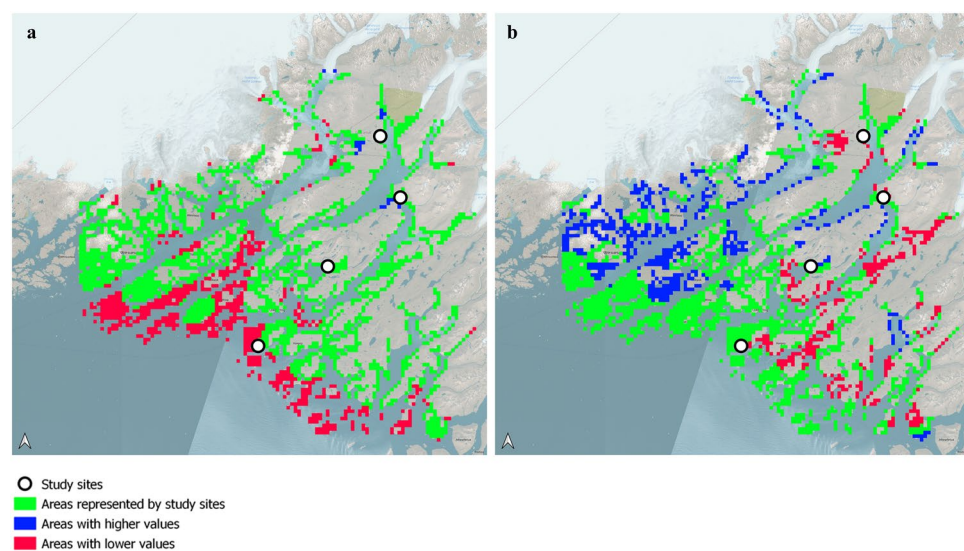 a
b
Study sites
Areas represented by study sites
Areas with higher values
Areas with lower values